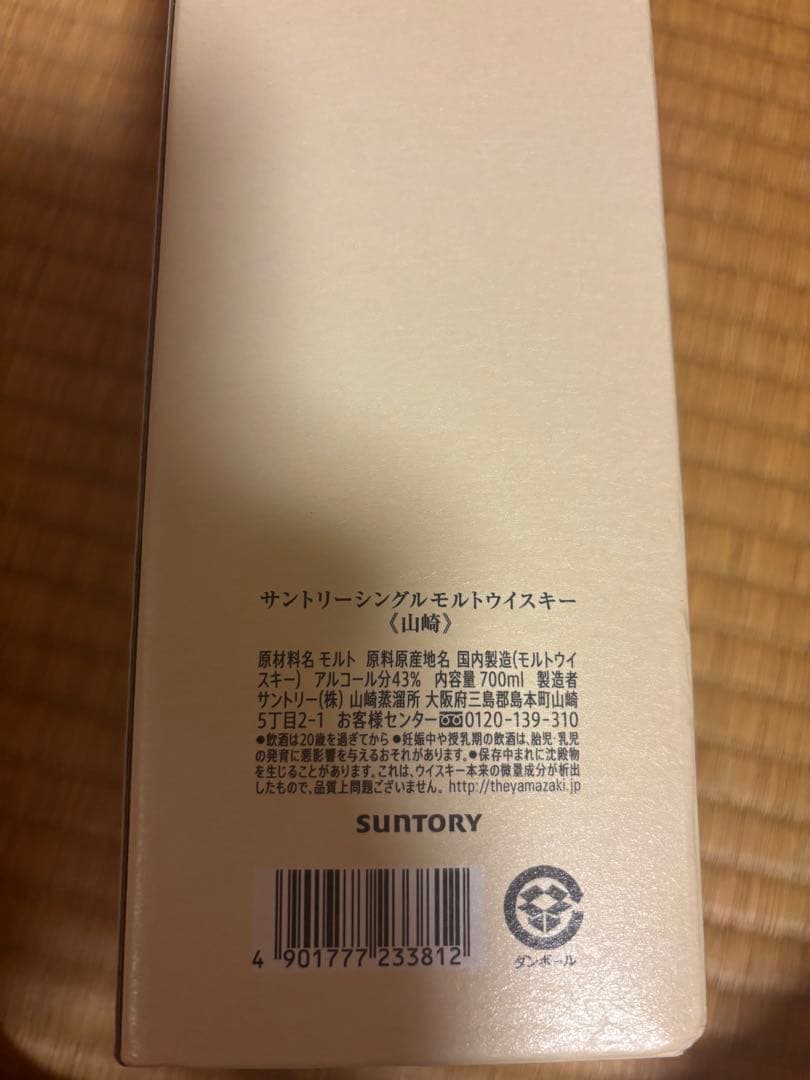 サントリーシングルモルトウイスキー
《山崎》
原材料名 モルト 原料原産地名 国内製造(モルトウイ
スキー) アルコール分43% 内容量 700ml 製造者
サントリー(株) 山崎蒸溜所 大阪府三島郡島本町山崎
5丁目2-1 お客様センター 0120-139-310
●飲酒は20歳を過ぎてから ●妊娠中や授乳期の飲酒は、胎児・乳児
の発育に悪影響を与えるおそれがあります。●保存中まれに沈殿物
を生じることがあります。これは、ウイスキー本来の微量成分が析出
したもので、品質上問題ございません。 http://theyamazaki.jp
SUNTORY
4 901777 233812
ダンボール